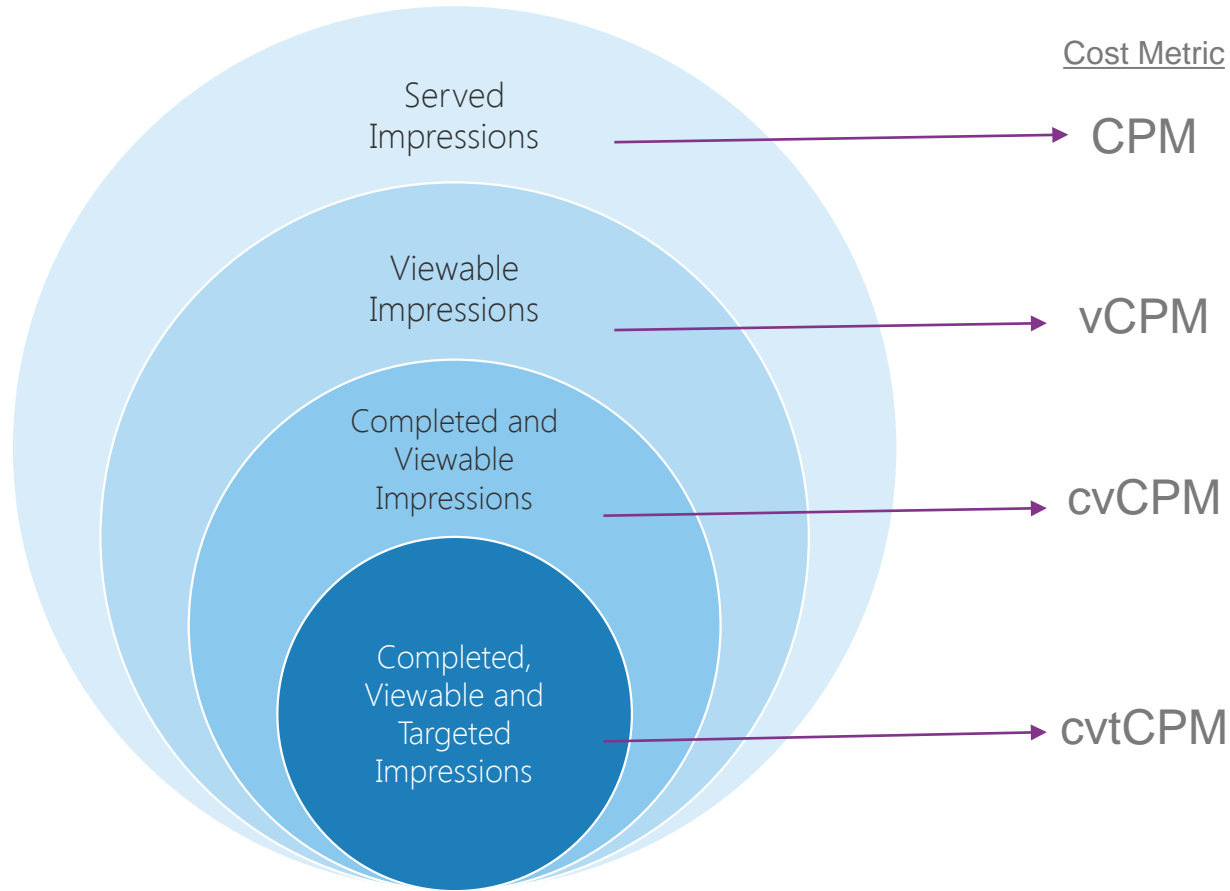 Cost Metric
Served
Impressions
CPM
Viewable
Impressions
vCPM
Completed and
Viewable
Impressions
cvCPM
Completed,
Viewable and
Targeted
Impressions
cvtCPM